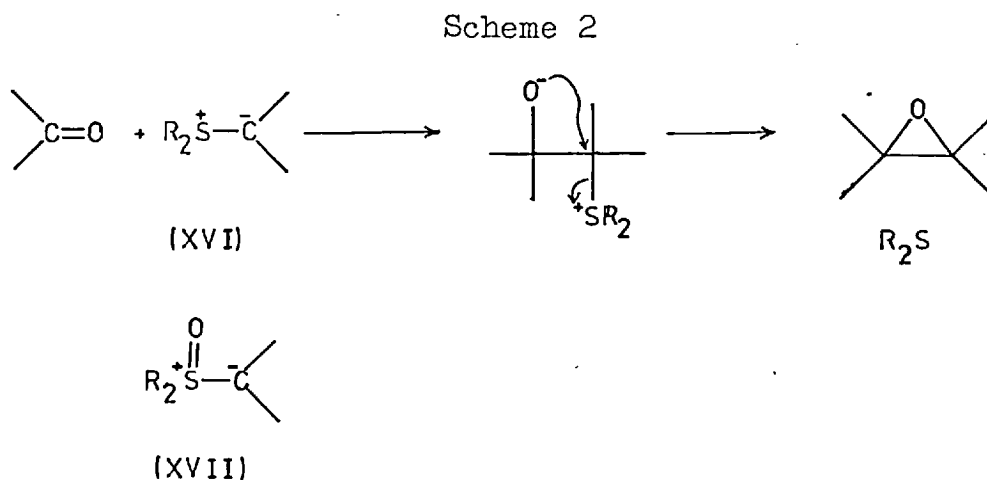 Scheme 2
C=O + R₂S⁺—C⁻ O⁻ ⁺SR₂ O
(XVI) R₂S
O
R₂S⁺—C⁻
(XVII)